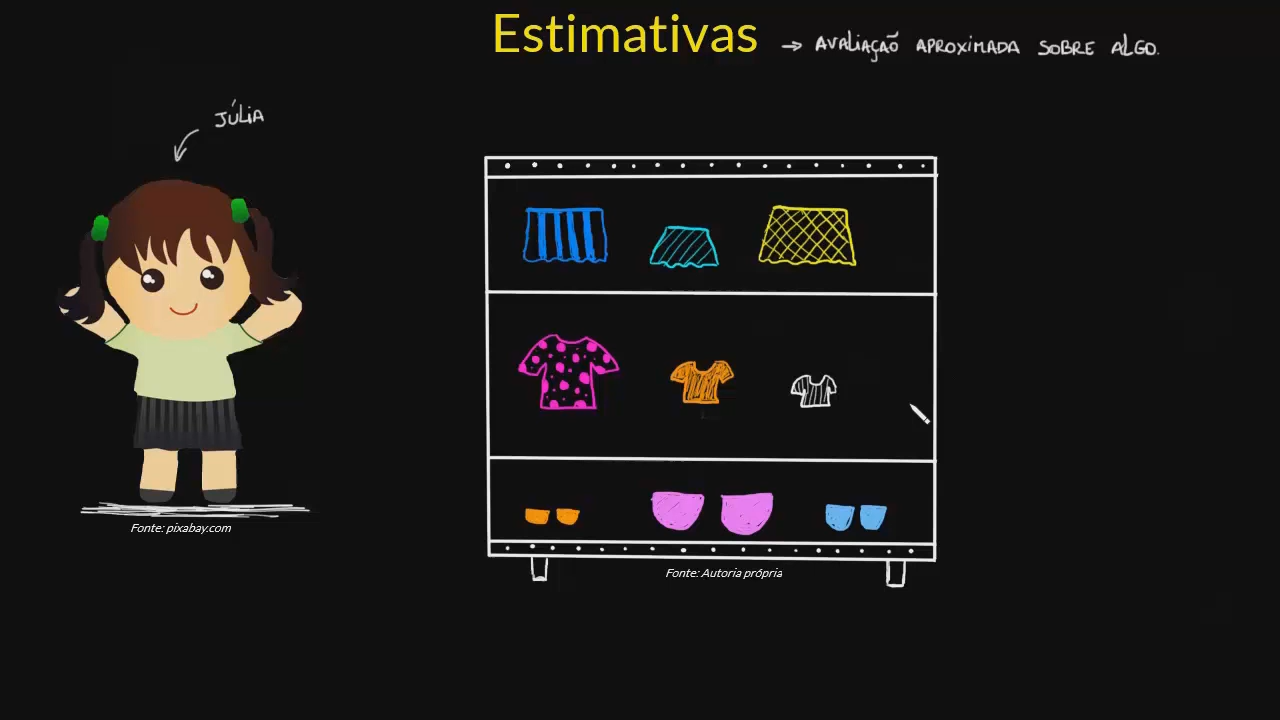 Estimativas → AVALIAÇÃO APROXIMADA SOBRE ALGO.
JÚLIA
Fonte: pixabay.com
Fonte: Autoria própria